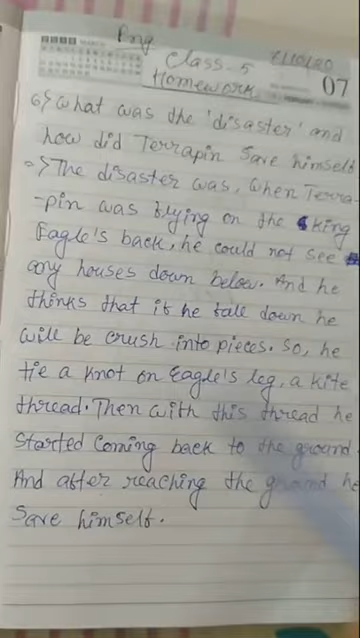 Eng
Class-5
Homework
07
MARCH
6> What was the 'disaster' and
how did Terrapin save himself
→ The disaster was, when Terra-
-pin was flying on the king
Eagle's back, he could not see
any houses down below. And he
thinks that if he fall down he
will be crush into pieces. So, he
tie a knot on Eagle's leg, a kite
thread. Then with this thread he
started coming back to the ground.
And after reaching the ground he
Save himself.